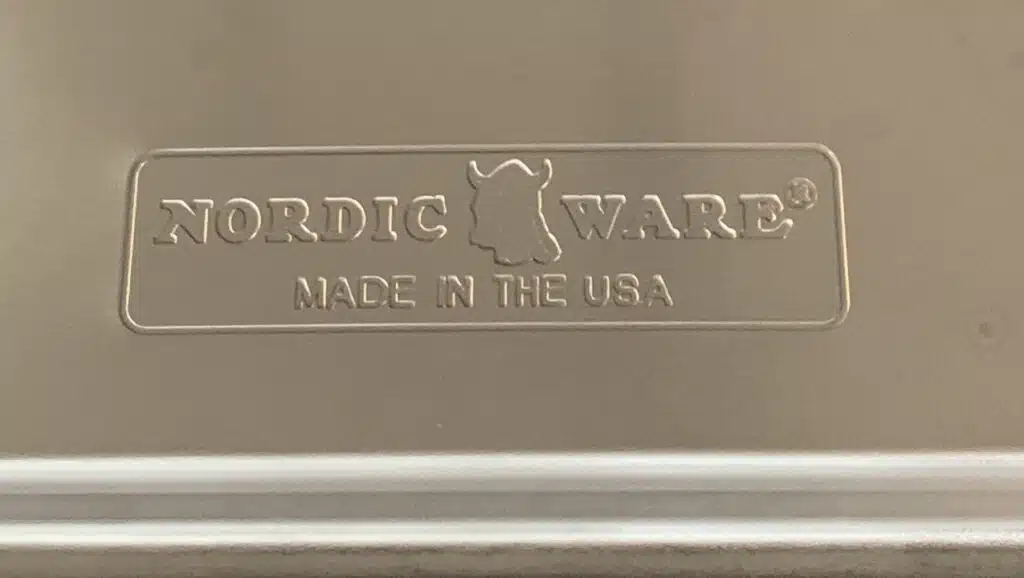 NORDIC WARE®
MADE IN THE USA